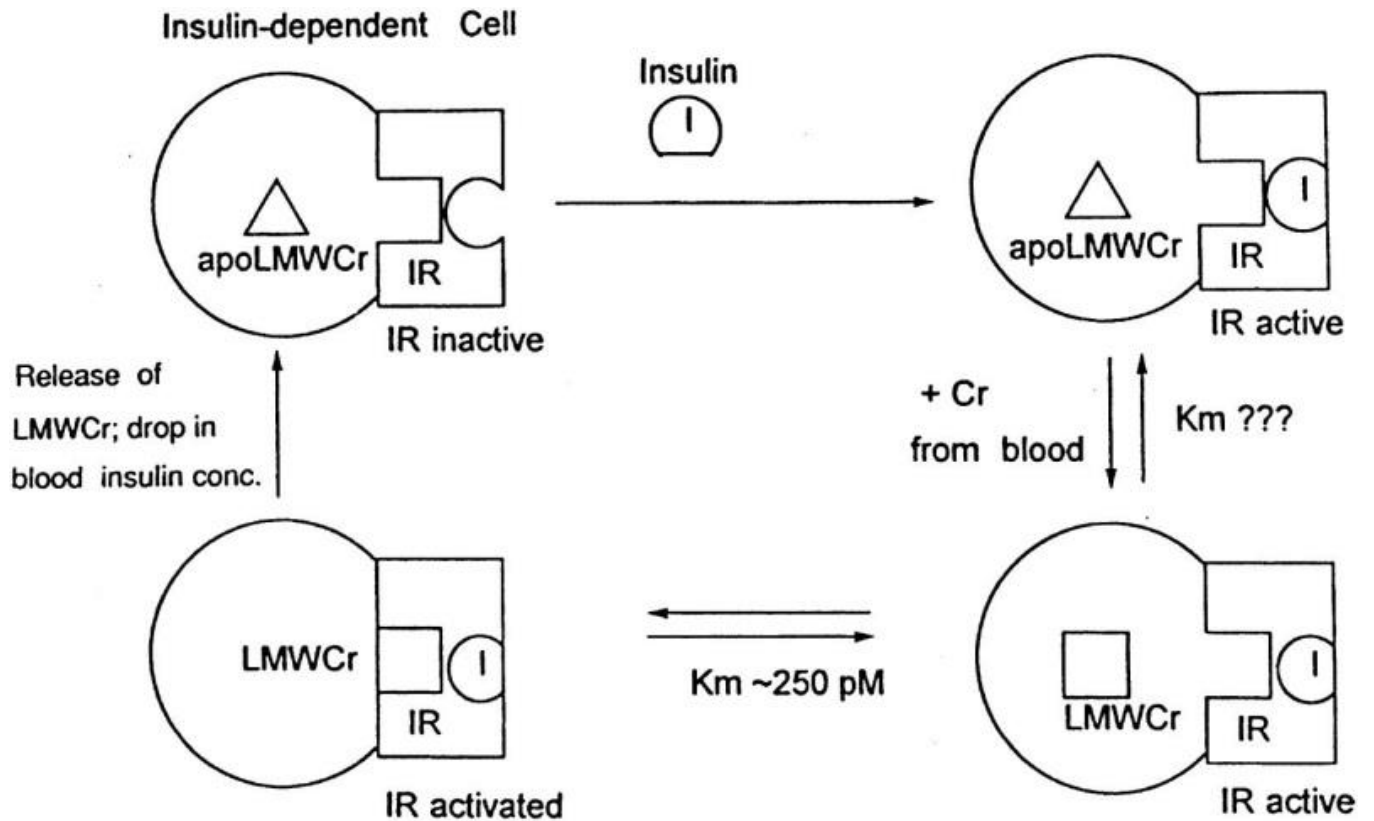 Insulin-dependent Cell
Insulin
I
apoLMWCr
IR
IR inactive
apoLMWCr
I
IR
IR active
Release of
LMWCr; drop in
blood insulin conc.
+ Cr
from blood
Km ???
LMWCr
I
IR
IR activated
Km ~250 pM
LMWCr
I
IR
IR active